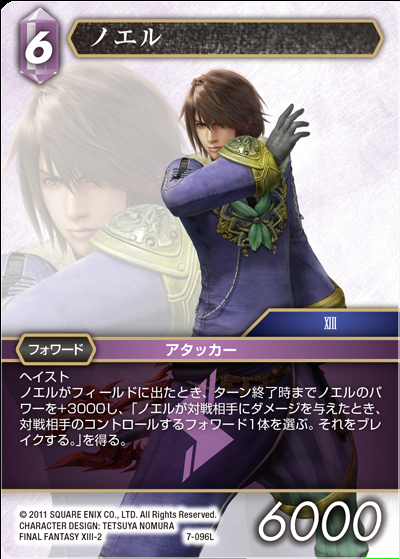 6
ノエル
XIII
フォワード
アタッカー
ヘイスト
ノエルがフィールドに出たとき、ターン終了時までノエルのパ
ワーを+3000し、「ノエルが対戦相手にダメージを与えたとき、
対戦相手のコントロールするフォワード1体を選ぶ。それをブレ
イクする。」を得る。
© 2011 SQUARE ENIX CO., LTD. All Rights Reserved.
CHARACTER DESIGN: TETSUYA NOMURA
FINAL FANTASY XIII-2
7-096L
6000